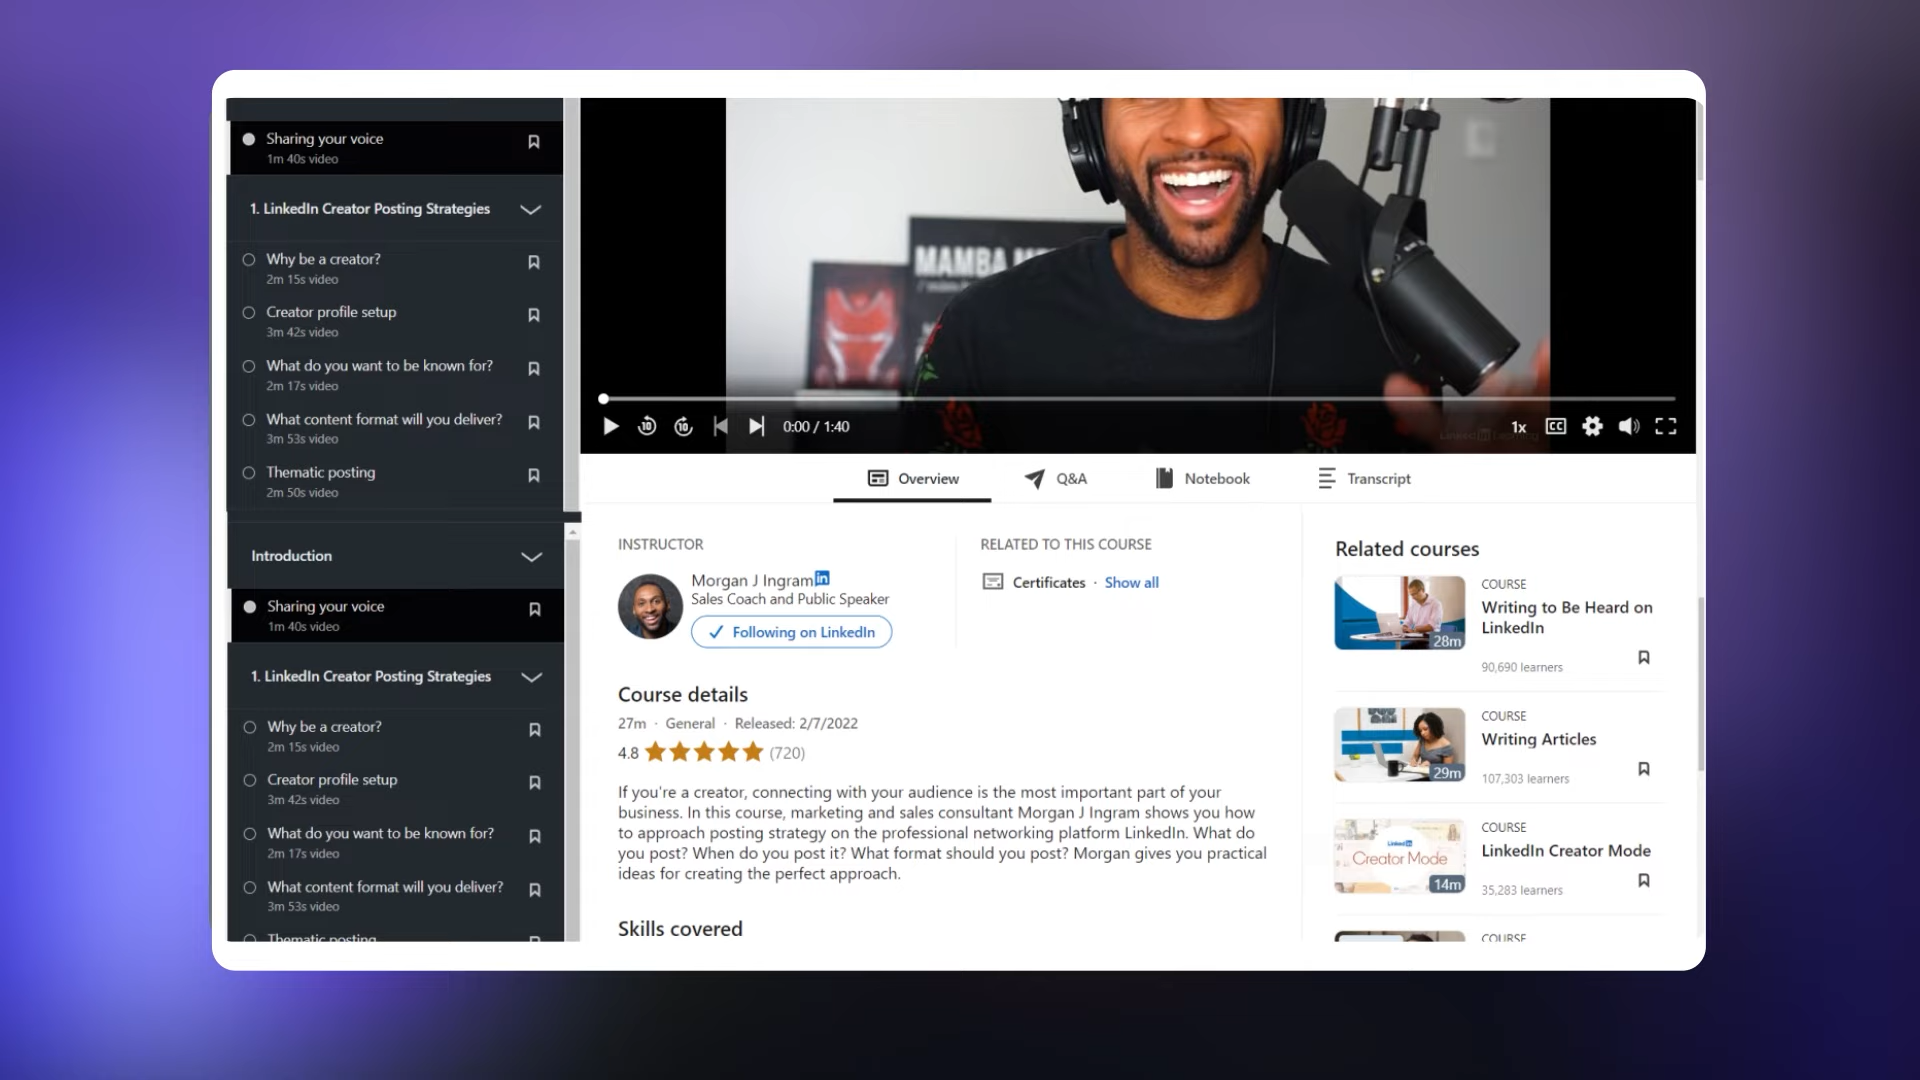 Sharing your voice
1m 40s video
1. LinkedIn Creator Posting Strategies
Why be a creator?
2m 15s video
Creator profile setup
3m 42s video
What do you want to be known for?
2m 17s video
What content format will you deliver?
3m 53s video
Thematic posting
2m 50s video
Introduction
Sharing your voice
1m 40s video
1. LinkedIn Creator Posting Strategies
Why be a creator?
2m 15s video
Creator profile setup
3m 42s video
What do you want to be known for?
2m 17s video
What content format will you deliver?
3m 53s video
Thematic posting
MAMBA
10
10
0:00 / 1:40
1x
CC
LinkedIn Learning
Overview
Q&A
Notebook
Transcript
INSTRUCTOR
Morgan J Ingram in
Sales Coach and Public Speaker
Following on LinkedIn
RELATED TO THIS COURSE
Certificates · Show all
Course details
27m · General · Released: 2/7/2022
4.8 (720)
If you're a creator, connecting with your audience is the most important part of your
business. In this course, marketing and sales consultant Morgan J Ingram shows you how
to approach posting strategy on the professional networking platform LinkedIn. What do
you post? When do you post it? What format should you post? Morgan gives you practical
ideas for creating the perfect approach.
Skills covered
Related courses
28m
COURSE
Writing to Be Heard on
LinkedIn
90,690 learners
29m
COURSE
Writing Articles
107,303 learners
LinkedIn
Creator Mode
14m
COURSE
LinkedIn Creator Mode
35,283 learners
COURSE